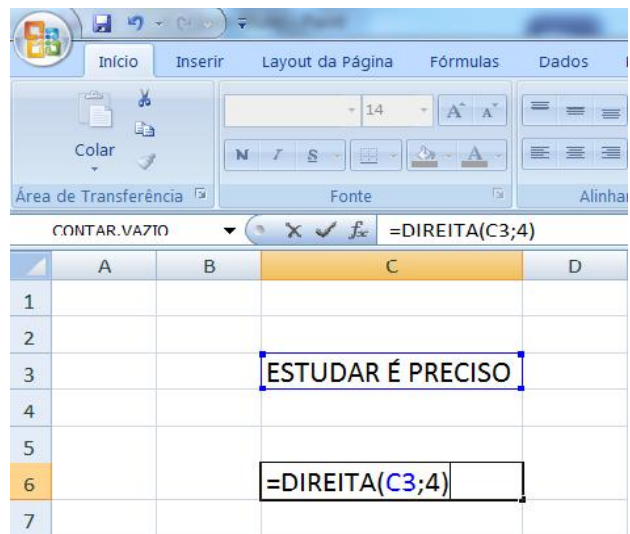 Início Inserir Layout da Página Fórmulas Dados
14 A A
Colar
N I S A
Área de Transferência Fonte Alinha
CONTAR.VAZIO fx =DIREITA(C3;4)
A B C D
1
2
3 ESTUDAR É PRECISO
4
5
6 =DIREITA(C3;4)
7